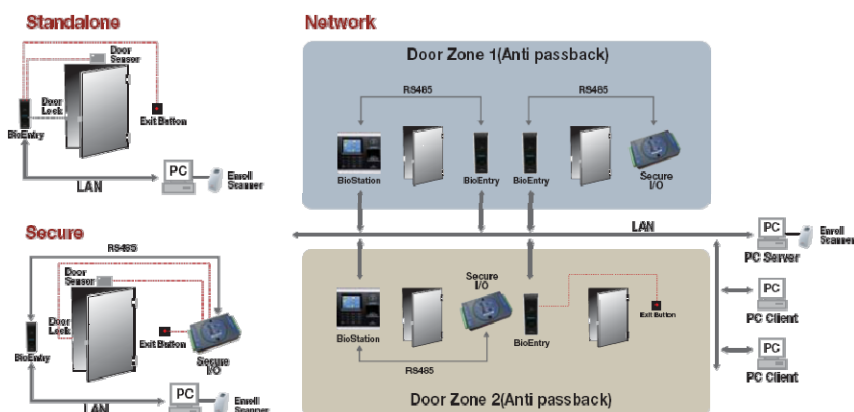 Standalone
Door
Sensor
Door
Lock
Exit Button
BioEntry
LAN
PC
Enroll
Scanner
Secure
RS485
Door
Sensor
Door
Lock
Exit Button
BioEntry
Secure
I/O
LAN
PC
Enroll
Scanner
Network
Door Zone 1(Anti passback)
RS485
RS485
BioStation
BioEntry
BioEntry
Secure
I/O
LAN
PC
Enroll
Scanner
PC Server
PC
PC Client
PC
PC Client
Secure
I/O
BioStation
BioEntry
Exit Button
RS485
Door Zone 2(Anti passback)